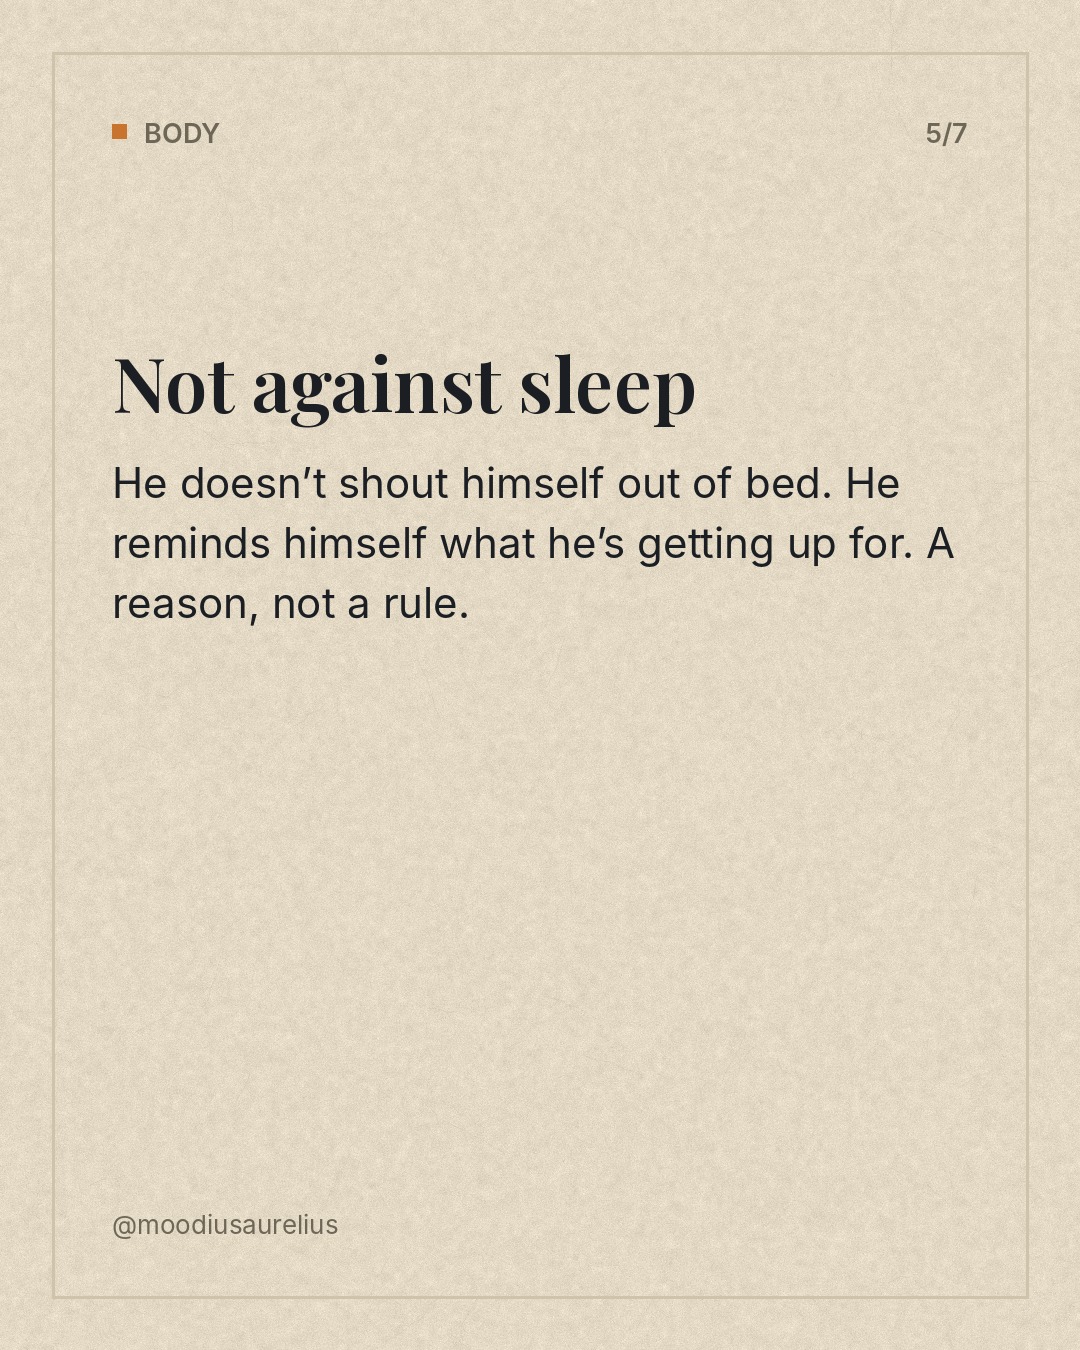 BODY
5/7
Not against sleep
He doesn’t shout himself out of bed. He
reminds himself what he’s getting up for. A
reason, not a rule.
@moodiusaurelius